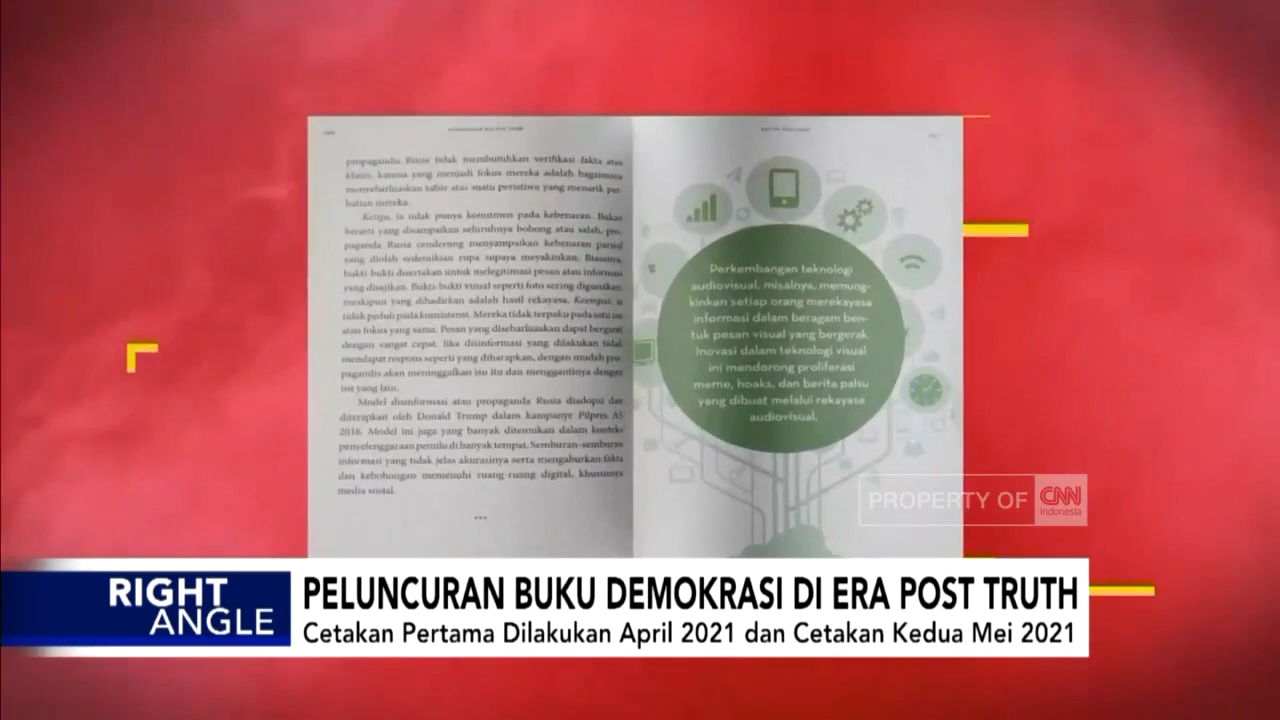 propagandis Rusia tidak membutuhkan verifikasi fakta atau
klaim, karena yang menjadi fokus mereka adalah bagaimana
menyebarluaskan tafsir atas suatu peristiwa yang menarik per-
hatian mereka.
Ketiga, ia tidak punya komitmen pada kebenaran. Bukan
berarti yang disampaikan seluruhnya bohong atau salah, pro-
paganda Rusia cenderung menyampaikan kebenaran parsial
yang diolah sedemikian rupa supaya meyakinkan. Biasanya,
bukti-bukti disertakan untuk melegitimasi pesan atau informasi
yang disajikan. Bukti-bukti visual seperti foto sering digunakan,
meskipun yang dihadirkan adalah hasil rekayasa. Keempat, ia
tidak peduli pada konsistensi. Mereka tidak terpaku pada satu isu
atau fokus yang sama. Pesan yang disebarluaskan dapat berganti
dengan sangat cepat. Jika disinformasi yang dilakukan tidak
mendapat respons seperti yang diharapkan, dengan mudah pro-
pagandis akan meninggalkan isu itu dan menggantinya dengan
isu yang lain.
Model disinformasi atau propaganda Rusia diadopsi dan
diterapkan oleh Donald Trump dalam kampanye Pilpres AS
2016. Model ini juga yang banyak ditemukan dalam konteks
penyelenggaraan pemilu di banyak tempat. Semburan-semburan
informasi yang tidak jelas akurasinya serta mengaburkan fakta
dan kebohongan memenuhi ruang-ruang digital, khususnya
media sosial.
***
Perkembangan teknologi
audiovisual, misalnya, memung-
kinkan setiap orang merekayasa
informasi dalam beragam ben-
tuk pesan visual yang bergerak.
Inovasi dalam teknologi visual
ini mendorong proliferasi
meme, hoaks, dan berita palsu
yang dibuat melalui rekayasa
audiovisual.
PROPERTY OF CNN Indonesia
RIGHT
ANGLE
PELUNCURAN BUKU DEMOKRASI DI ERA POST TRUTH
Cetakan Pertama Dilakukan April 2021 dan Cetakan Kedua Mei 2021